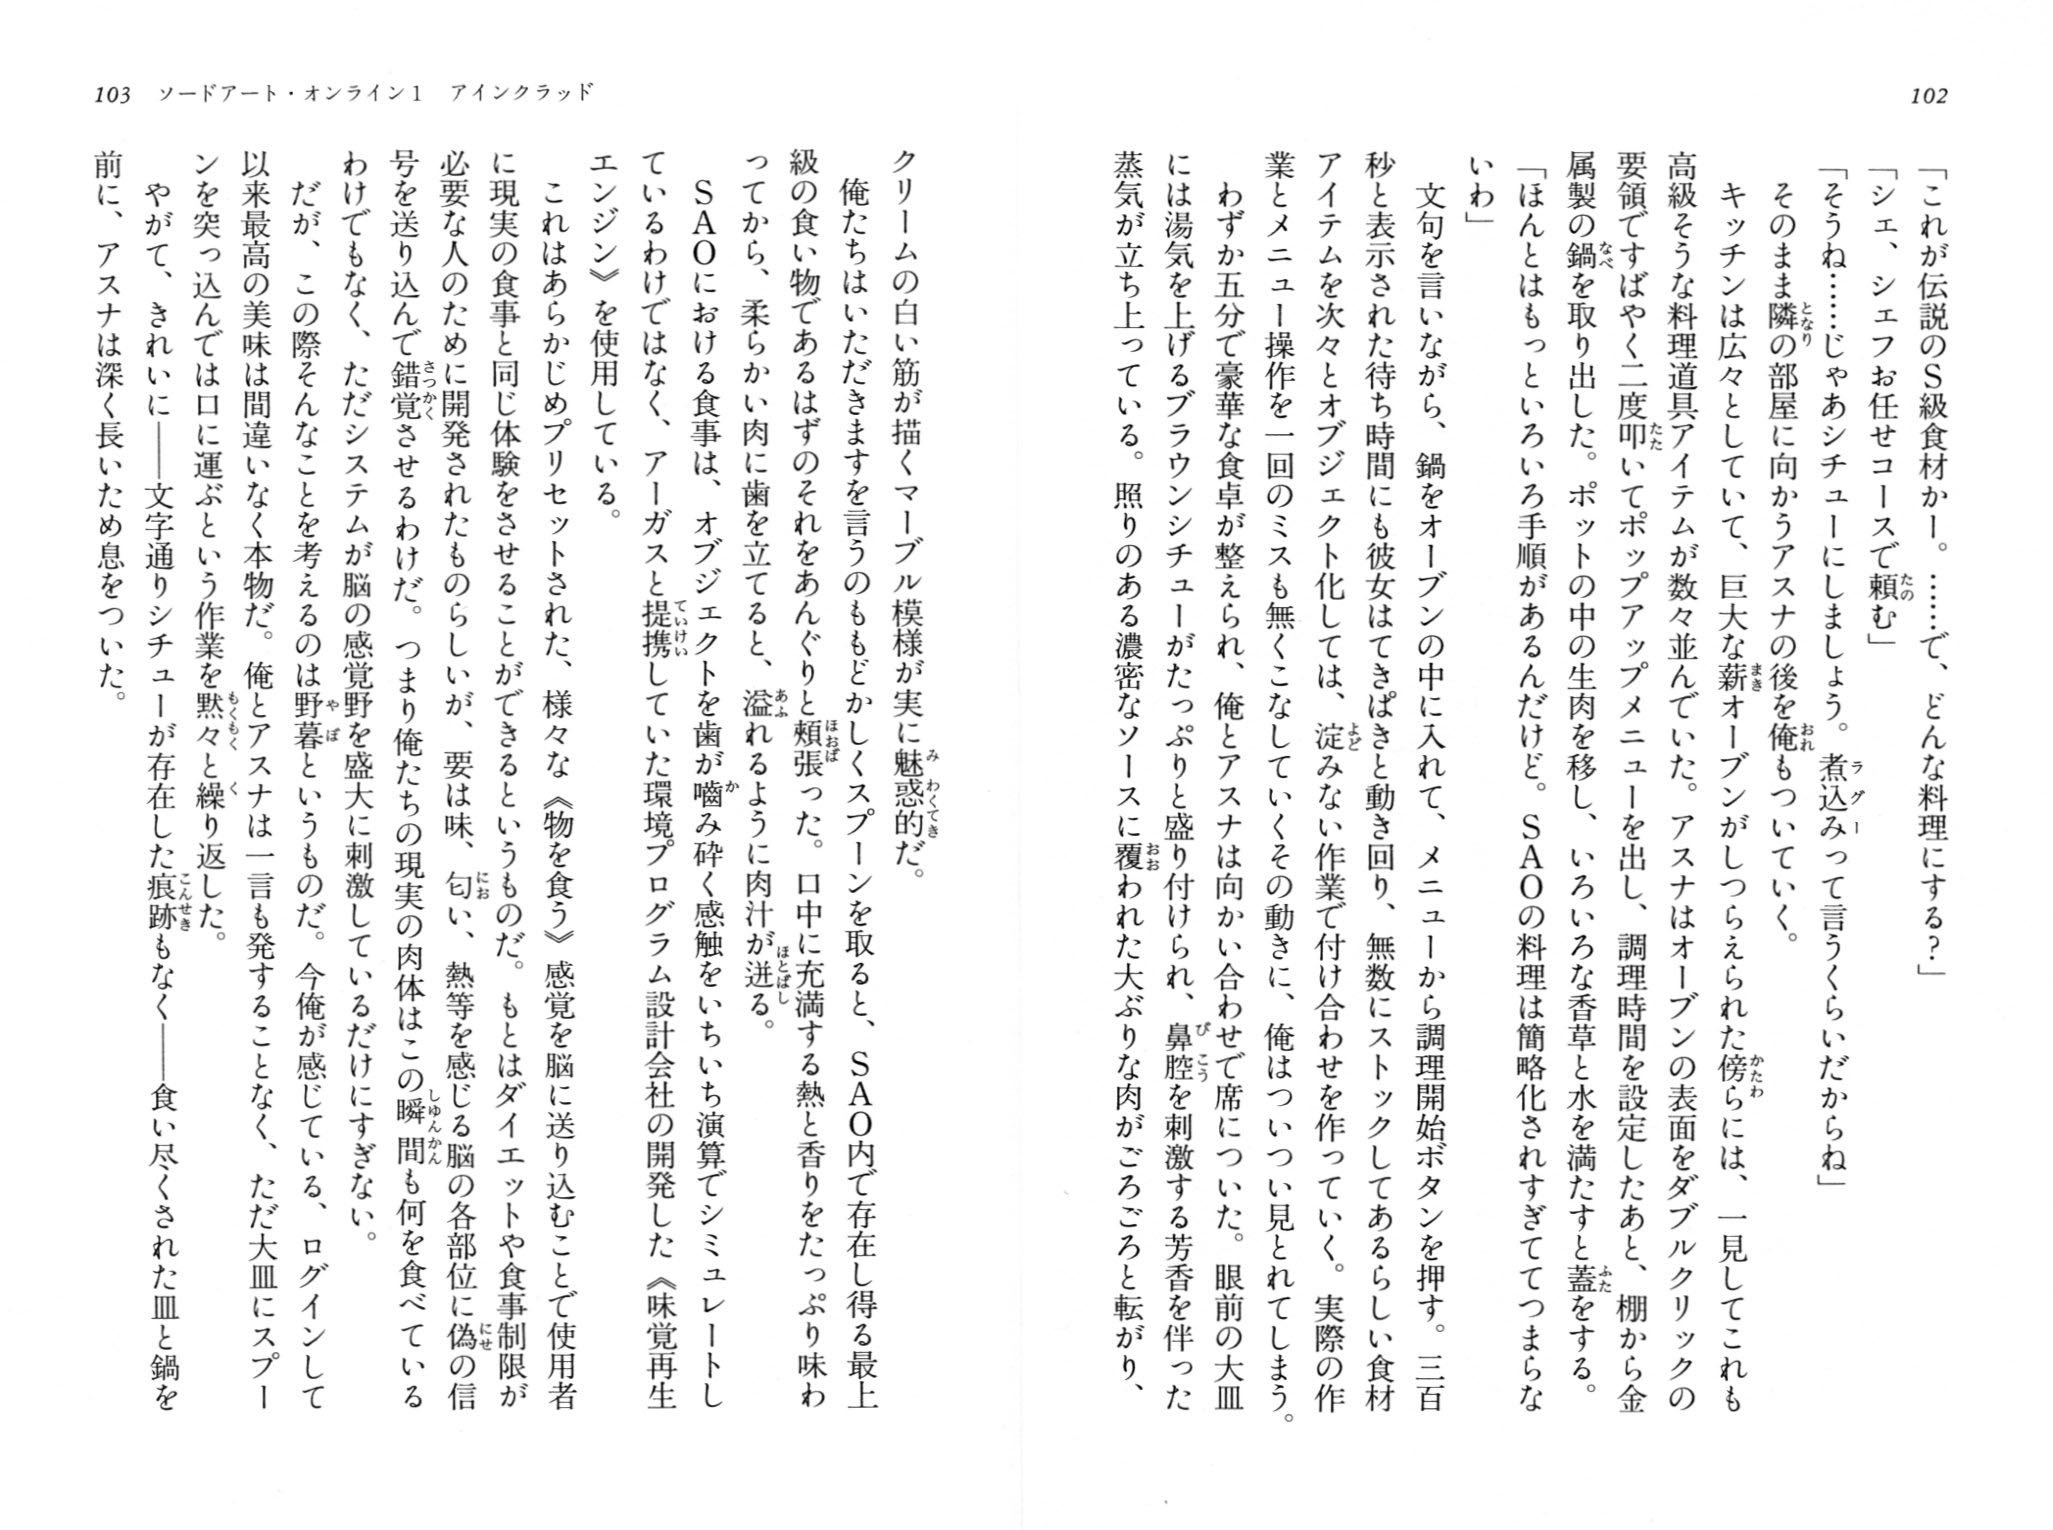 102
「これが伝説のＳ級食材かー。……で、どんな料理にする？」
「シェ、シェフお任せコースで頼む」
「そうね……じゃあシチューにしましょう。煮込みって言うくらいだからね」
　そのまま隣の部屋に向かうアスナの後を俺もついていく。
　キッチンは広々としていて、巨大な薪オーブンがしつらえられた傍らには、一見してこれも
高級そうな料理道具アイテムが数々並んでいた。アスナはオーブンの表面をダブルクリックの
要領ですばやく二度叩いてポップアップメニューを出し、調理時間を設定したあと、棚から金
属製の鍋を取り出した。ポットの中の生肉を移し、いろいろな香草と水を満たすと蓋をする。
「ほんとはもっといろいろ手順があるんだけど。ＳＡＯの料理は簡略化されすぎててつまらな
いわ」
　文句を言いながら、鍋をオーブンの中に入れて、メニューから調理開始ボタンを押す。三百
秒と表示された待ち時間にも彼女はてきぱきと動き回り、無数にストックしてあるらしい食材
アイテムを次々とオブジェクト化しては、淀みない作業で付け合わせを作っていく。実際の作
業とメニュー操作を一回のミスも無くこなしていくその動きに、俺はついつい見とれてしまう。
　わずか五分で豪華な食卓が整えられ、俺とアスナは向かい合わせで席についた。眼前の大皿
には湯気を上げるブラウンシチューがたっぷりと盛り付けられ、鼻腔を刺激する芳香を伴った
蒸気が立ち上っている。照りのある濃密なソースに覆われた大ぶりな肉がごろごろと転がり、
103　ソードアート・オンライン1　アインクラッド
クリームの白い筋が描くマーブル模様が実に魅惑的だ。
　俺たちはいただきますを言うのももどかしくスプーンを取ると、ＳＡＯ内で存在し得る最上
級の食い物であるはずのそれをあんぐりと頬張った。口中に充満する熱と香りをたっぷり味わ
ってから、柔らかい肉に歯を立てると、溢れるように肉汁が迸る。
　ＳＡＯにおける食事は、オブジェクトを歯が嚙み砕く感触をいちいち演算でシミュレートし
ているわけではなく、アーガスと提携していた環境プログラム設計会社の開発した《味覚再生
エンジン》を使用している。
　これはあらかじめプリセットされた、様々な《物を食う》感覚を脳に送り込むことで使用者
に現実の食事と同じ体験をさせることができるというものだ。もとはダイエットや食事制限が
必要な人のために開発されたものらしいが、要は味、匂い、熱等を感じる脳の各部位に偽の信
号を送り込んで錯覚させるわけだ。つまり俺たちの現実の肉体はこの瞬間も何を食べている
わけでもなく、ただシステムが脳の感覚野を盛大に刺激しているだけにすぎない。
　だが、この際そんなことを考えるのは野暮というものだ。今俺が感じている、ログインして
以来最高の美味は間違いなく本物だ。俺とアスナは一言も発することなく、ただ大皿にスプー
ンを突っ込んでは口に運ぶという作業を黙々と繰り返した。
　やがて、きれいに――文字通りシチューが存在した痕跡もなく――食い尽くされた皿と鍋を
前に、アスナは深く長いため息をついた。